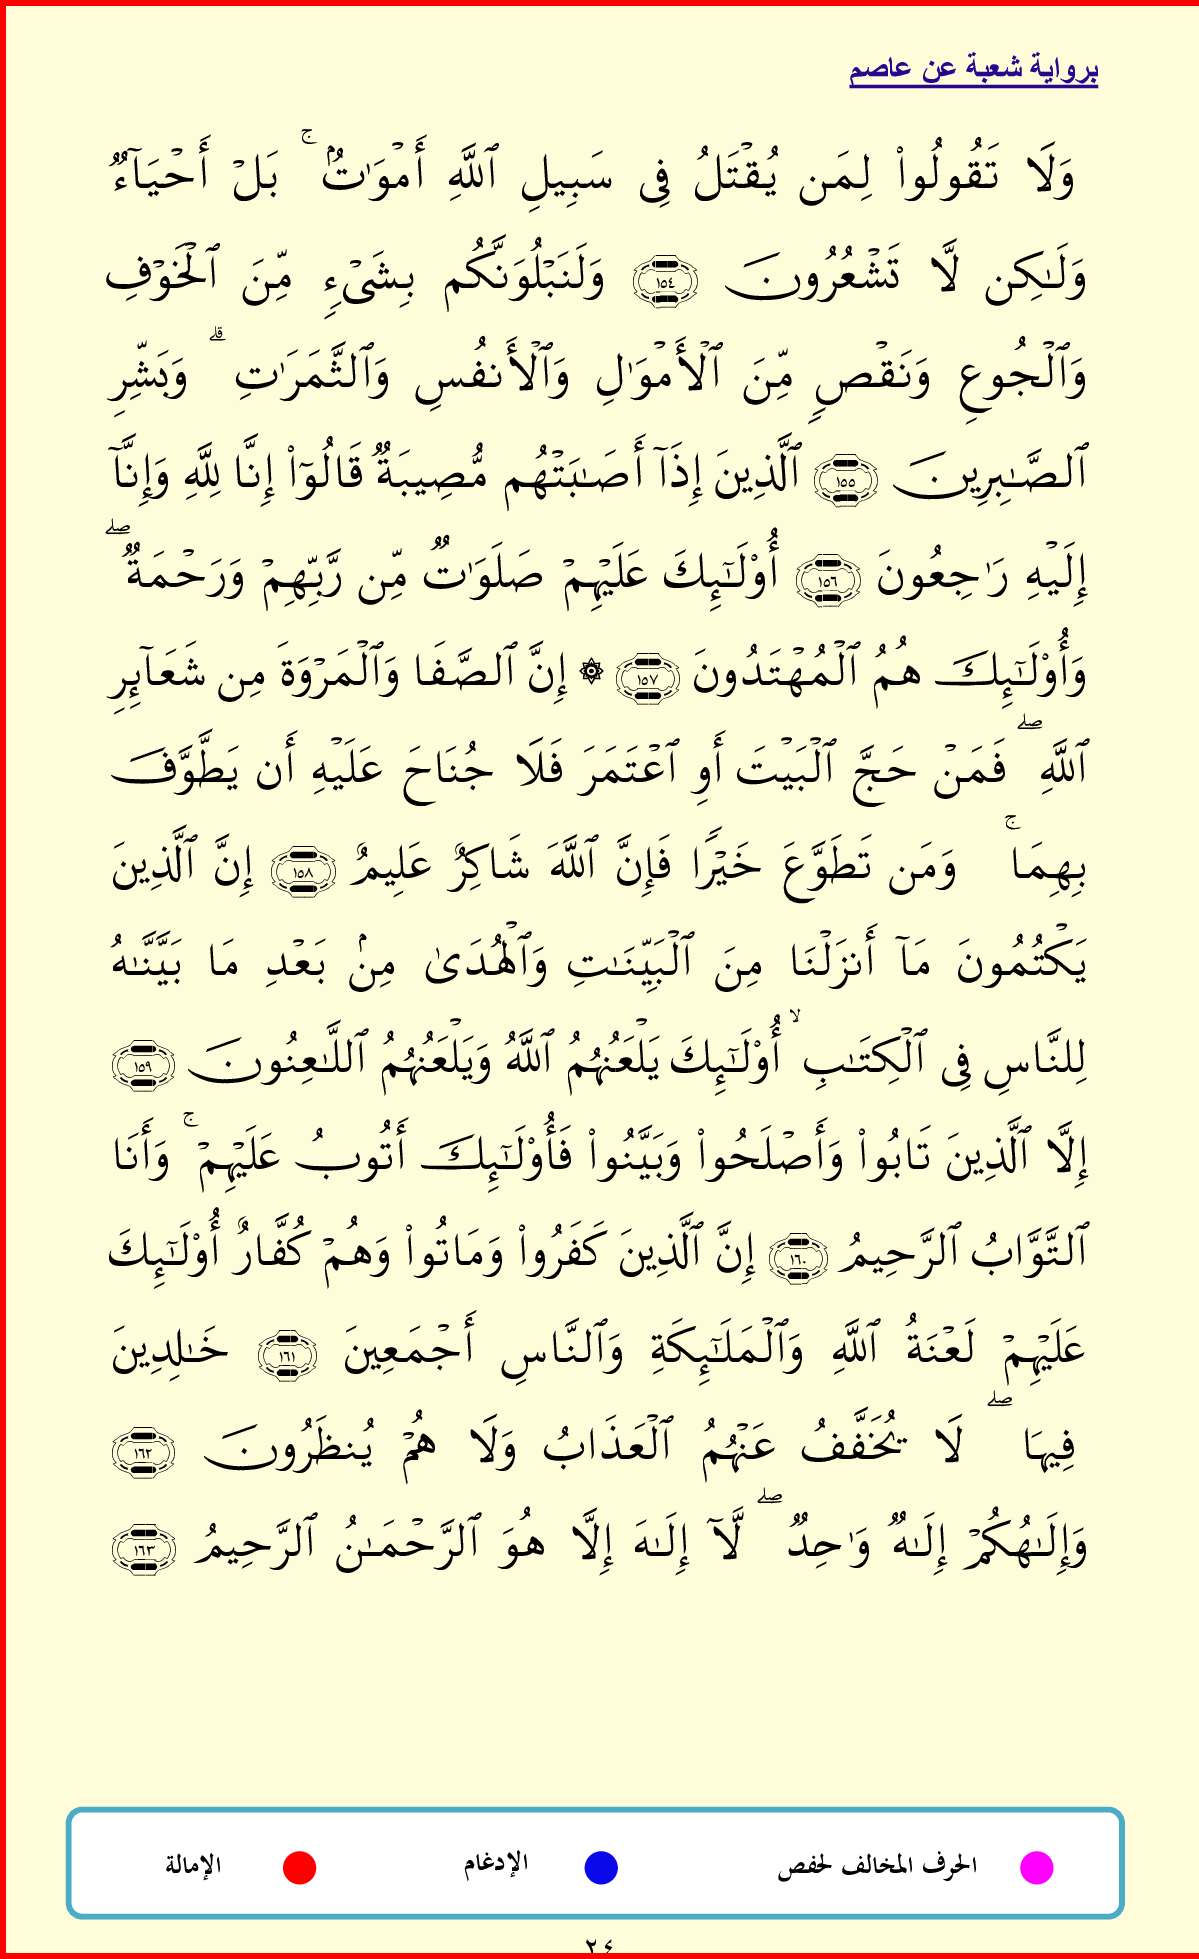 برواية شعبة عن عاصم
وَلَا تَقُولُوا۟ لِمَن يُقْتَلُ فِى سَبِيلِ ٱللَّهِ أَمْوَٰتٌۢ ۚ بَلْ أَحْيَآءٌۭ
وَلَـٰكِن لَّا تَشْعُرُونَ ١٥٤ وَلَنَبْلُوَنَّكُم بِشَىْءٍۢ مِّنَ ٱلْخَوْفِ
وَٱلْجُوعِ وَنَقْصٍۢ مِّنَ ٱلْأَمْوَٰلِ وَٱلْأَنفُسِ وَٱلثَّمَرَٰتِ ۗ وَبَشِّرِ
ٱلصَّـٰبِرِينَ ١٥٥ ٱلَّذِينَ إِذَآ أَصَـٰبَتْهُم مُّصِيبَةٌۭ قَالُوٓا۟ إِنَّا لِلَّهِ وَإِنَّآ
إِلَيْهِ رَٰجِعُونَ ١٥٦ أُو۟لَـٰٓئِكَ عَلَيْهِمْ صَلَوَٰتٌۭ مِّن رَّبِّهِمْ وَرَحْمَةٌۭ ۖ
وَأُو۟لَـٰٓئِكَ هُمُ ٱلْمُهْتَدُونَ ١٥٧ ۞ إِنَّ ٱلصَّفَا وَٱلْمَرْوَةَ مِن شَعَآئِرِ
ٱللَّهِ ۖ فَمَنْ حَجَّ ٱلْبَيْتَ أَوِ ٱعْتَمَرَ فَلَا جُنَاحَ عَلَيْهِ أَن يَطَّوَّفَ
بِهِمَا ۚ وَمَن تَطَوَّعَ خَيْرًۭا فَإِنَّ ٱللَّهَ شَاكِرٌ عَلِيمٌ ١٥٨ إِنَّ ٱلَّذِينَ
يَكْتُمُونَ مَآ أَنزَلْنَا مِنَ ٱلْبَيِّنَـٰتِ وَٱلْهُدَىٰ مِنۢ بَعْدِ مَا بَيَّنَّـٰهُ
لِلنَّاسِ فِى ٱلْكِتَـٰبِ ۙ أُو۟لَـٰٓئِكَ يَلْعَنُهُمُ ٱللَّهُ وَيَلْعَنُهُمُ ٱللَّـٰعِنُونَ ١٥٩
إِلَّا ٱلَّذِينَ تَابُوا۟ وَأَصْلَحُوا۟ وَبَيَّنُوا۟ فَأُو۟لَـٰٓئِكَ أَتُوبُ عَلَيْهِمْ ۚ وَأَنَا
ٱلتَّوَّابُ ٱلرَّحِيمُ ١٦٠ إِنَّ ٱلَّذِينَ كَفَرُوا۟ وَمَاتُوا۟ وَهُمْ كُفَّارٌ أُو۟لَـٰٓئِكَ
عَلَيْهِمْ لَعْنَةُ ٱللَّهِ وَٱلْمَلَـٰٓئِكَةِ وَٱلنَّاسِ أَجْمَعِينَ ١٦١ خَـٰلِدِينَ
فِيهَا ۖ لَا يُخَفَّفُ عَنْهُمُ ٱلْعَذَابُ وَلَا هُمْ يُنظَرُونَ ١٦٢
وَإِلَـٰهُكُمْ إِلَـٰهٌۭ وَٰحِدٌۭ ۖ لَّآ إِلَـٰهَ إِلَّا هُوَ ٱلرَّحْمَـٰنُ ٱلرَّحِيمُ ١٦٣
الحرف المخالف لحفص الإدغام الإمالة
٢٤